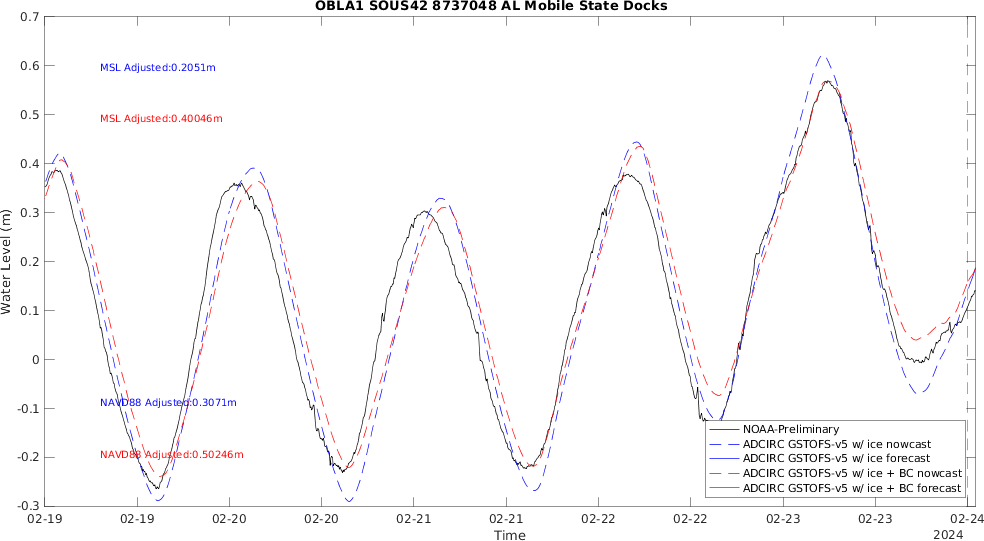 OBLA1 SOUS42 8737048 AL Mobile State Docks
0.7
0.6
0.5
0.4
0.3
0.2
0.1
0
-0.1
-0.2
-0.3
Water Level (m)
MSL Adjusted:0.2051m
MSL Adjusted:0.40046m
NAVD88 Adjusted:0.3071m
NAVD88 Adjusted:0.50246m
NOAA-Preliminary
ADCIRC GSTOFS-v5 w/ ice nowcast
ADCIRC GSTOFS-v5 w/ ice forecast
ADCIRC GSTOFS-v5 w/ ice + BC nowcast
ADCIRC GSTOFS-v5 w/ ice + BC forecast
02-19 02-19 02-20 02-20 02-21 02-21 02-22 02-22 02-23 02-23 02-24
Time
2024